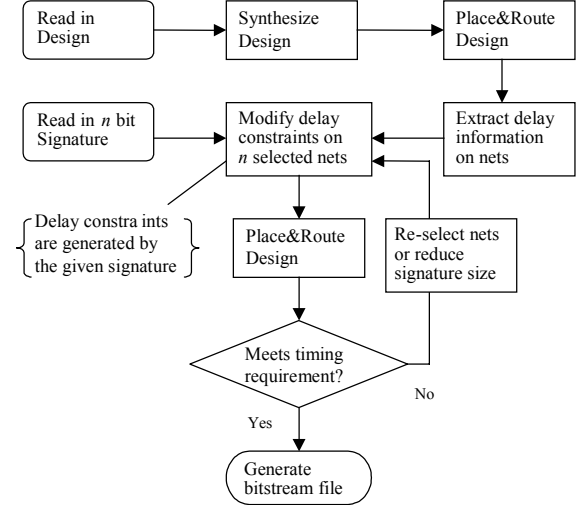 Read in
Design
Synthesize
Design
Place&Route
Design
Read in n bit
Signature
Modify delay
constraints on
n selected nets
Extract delay
information
on nets
Delay constra ints
are generated by
the given signature
Place&Route
Design
Re-select nets
or reduce
signature size
Meets timing
requirement?
No
Yes
Generate
bitstream file